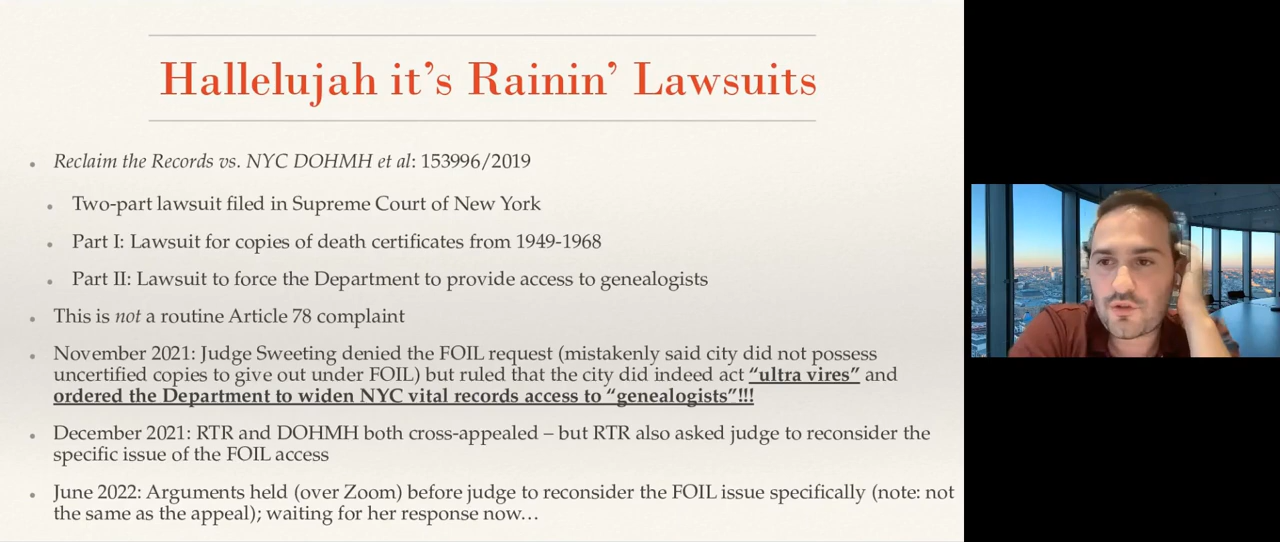 Hallelujah it’s Rainin’ Lawsuits
Reclaim the Records vs. NYC DOHMH et al: 153996/2019
Two-part lawsuit filed in Supreme Court of New York
Part I: Lawsuit for copies of death certificates from 1949-1968
Part II: Lawsuit to force the Department to provide access to genealogists
This is not a routine Article 78 complaint
November 2021: Judge Sweeting denied the FOIL request (mistakenly said city did not possess
uncertified copies to give out under FOIL) but ruled that the city did indeed act “ultra vires” and
ordered the Department to widen NYC vital records access to “genealogists”!!!
December 2021: RTR and DOHMH both cross-appealed – but RTR also asked judge to reconsider the
specific issue of the FOIL access
June 2022: Arguments held (over Zoom) before judge to reconsider the FOIL issue specifically (note: not
the same as the appeal); waiting for her response now…